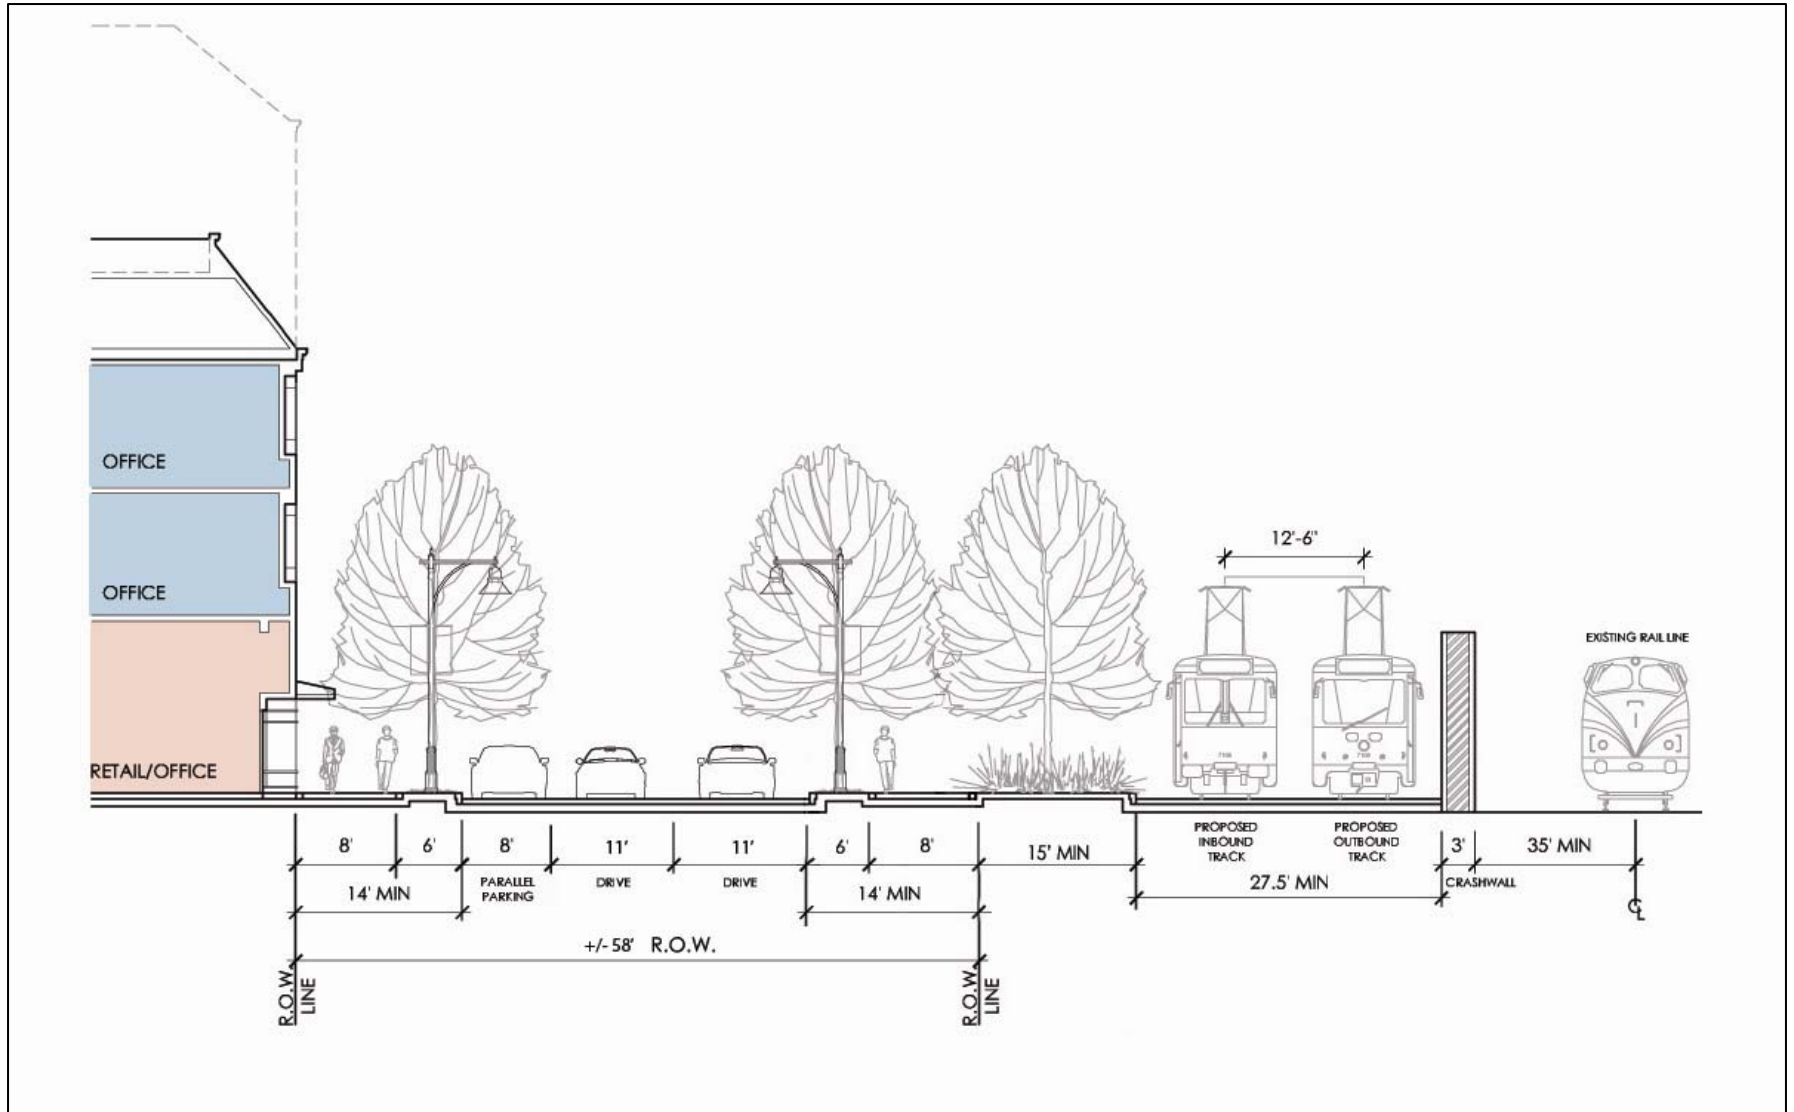 OFFICE
OFFICE
RETAIL/OFFICE
12'-6"
EXISTING RAIL LINE
PROPOSED
INBOUND
TRACK
PROPOSED
OUTBOUND
TRACK
8'
6'
8'
11'
11'
6'
8'
15' MIN
3'
35' MIN
PARALLEL
PARKING
DRIVE
DRIVE
27.5' MIN
CRASHWALL
14' MIN
14' MIN
+/- 58' R.O.W.
R.O.W.
LINE
R.O.W.
LINE
CL